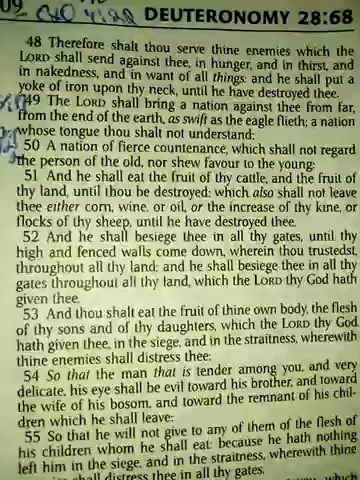 DEUTERONOMY 28:68
48 Therefore shalt thou serve thine enemies which the
LORD shall send against thee, in hunger, and in thirst, and
in nakedness, and in want of all things: and he shall put a
yoke of iron upon thy neck, until he have destroyed thee.
49 The LORD shall bring a nation against thee from far,
from the end of the earth, as swift as the eagle flieth; a nation
whose tongue thou shalt not understand;
50 A nation of fierce countenance, which shall not regard
the person of the old, nor shew favour to the young:
51 And he shall eat the fruit of thy cattle, and the fruit of
thy land, until thou be destroyed: which also shall not leave
thee either corn, wine, or oil, or the increase of thy kine, or
flocks of thy sheep, until he have destroyed thee.
52 And he shall besiege thee in all thy gates, until thy
high and fenced walls come down, wherein thou trustedst,
throughout all thy land: and he shall besiege thee in all thy
gates throughout all thy land, which the LORD thy God hath
given thee.
53 And thou shalt eat the fruit of thine own body, the flesh
of thy sons and of thy daughters, which the LORD thy God
hath given thee, in the siege, and in the straitness, wherewith
thine enemies shall distress thee:
54 So that the man that is tender among you, and very
delicate, his eye shall be evil toward his brother, and toward
the wife of his bosom, and toward the remnant of his chil-
dren which he shall leave:
55 So that he will not give to any of them of the flesh of
his children whom he shall eat: because he hath nothing
left him in the siege, and in the straitness, wherewith thine
shall distress thee in all thy gates.